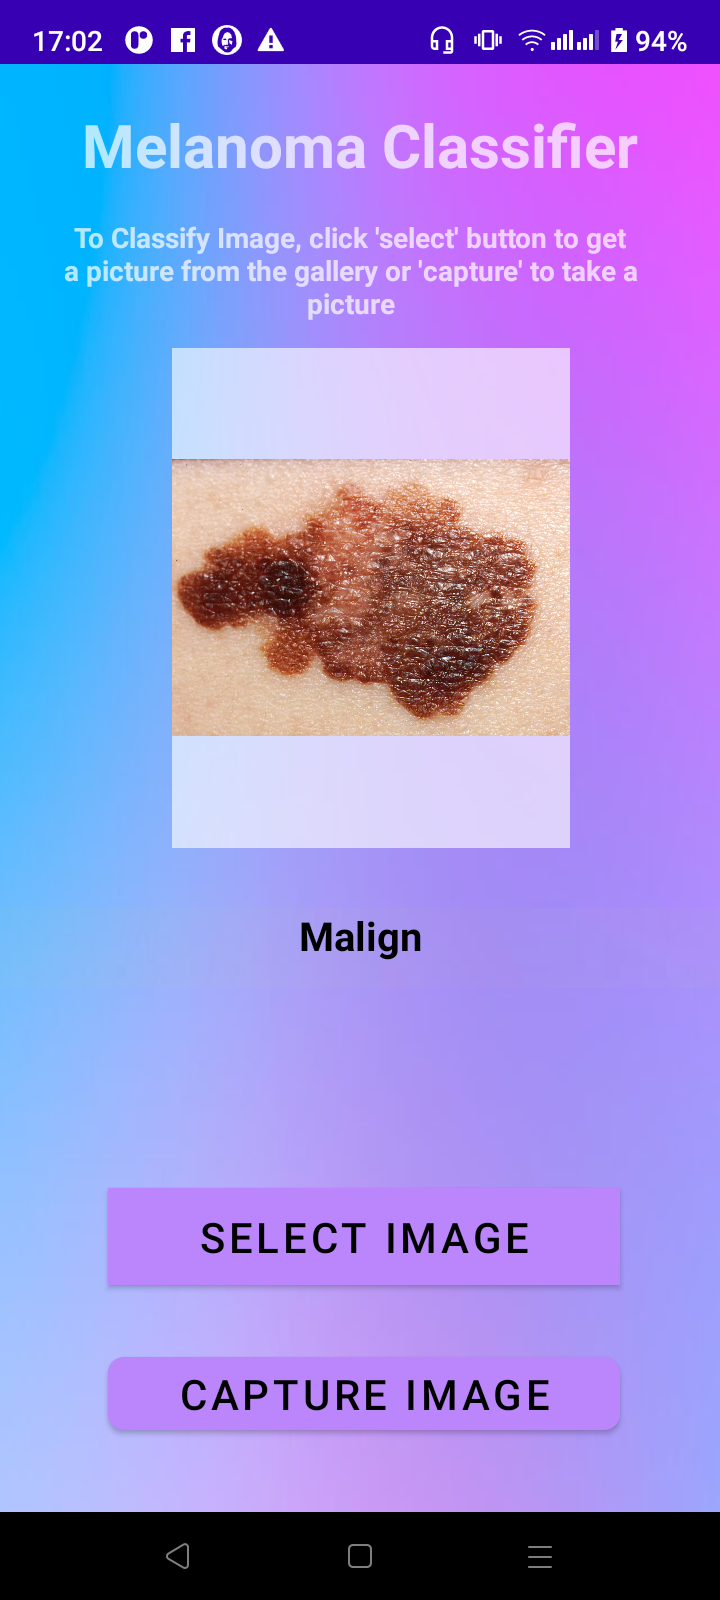 17:02 94%
Melanoma Classifier
To Classify Image, click 'select' button to get
a picture from the gallery or 'capture' to take a
picture
Malign
SELECT IMAGE
CAPTURE IMAGE